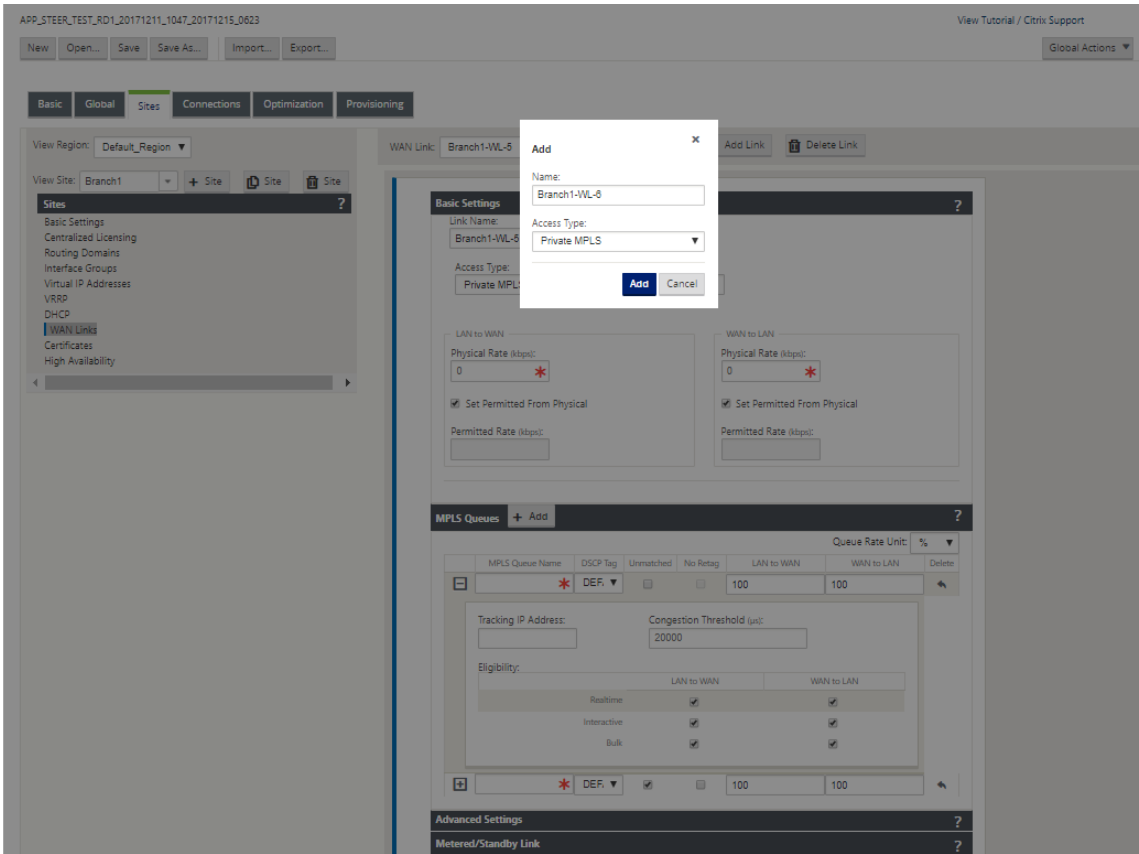 APP_STEER_TEST_RD1_20171211_1047_20171215_0623
View Tutorial / Citrix Support
New Open... Save Save As... Import... Export... Global Actions
Basic Global Sites Connections Optimization Provisioning
View Region: Default_Region
WAN Link: Branch1-WL-5 Add Link Delete Link
View Site: Branch1 + Site Site Site
Sites ?
Basic Settings
Centralized Licensing
Routing Domains
Interface Groups
Virtual IP Addresses
VRRP
DHCP
WAN Links
Certificates
High Availability
Add ×
Name:
Branch1-WL-6
Access Type:
Private MPLS
Add Cancel
Basic Settings ?
Link Name:
Branch1-WL-5
Access Type:
Private MPL
LAN to WAN WAN to LAN
Physical Rate (kbps): Physical Rate (kbps):
0 * 0 *
Set Permitted From Physical Set Permitted From Physical
Permitted Rate (kbps): Permitted Rate (kbps):
MPLS Queues + Add ?
Queue Rate Unit: %
MPLS Queue Name DSCP Tag Unmatched No Retag LAN to WAN WAN to LAN Delete
* DEF. 100 100
Tracking IP Address: Congestion Threshold (µs):
20000
Eligibility:
LAN to WAN WAN to LAN
Realtime
Interactive
Bulk
* DEF. 100 100
Advanced Settings ?
Metered/Standby Link ?